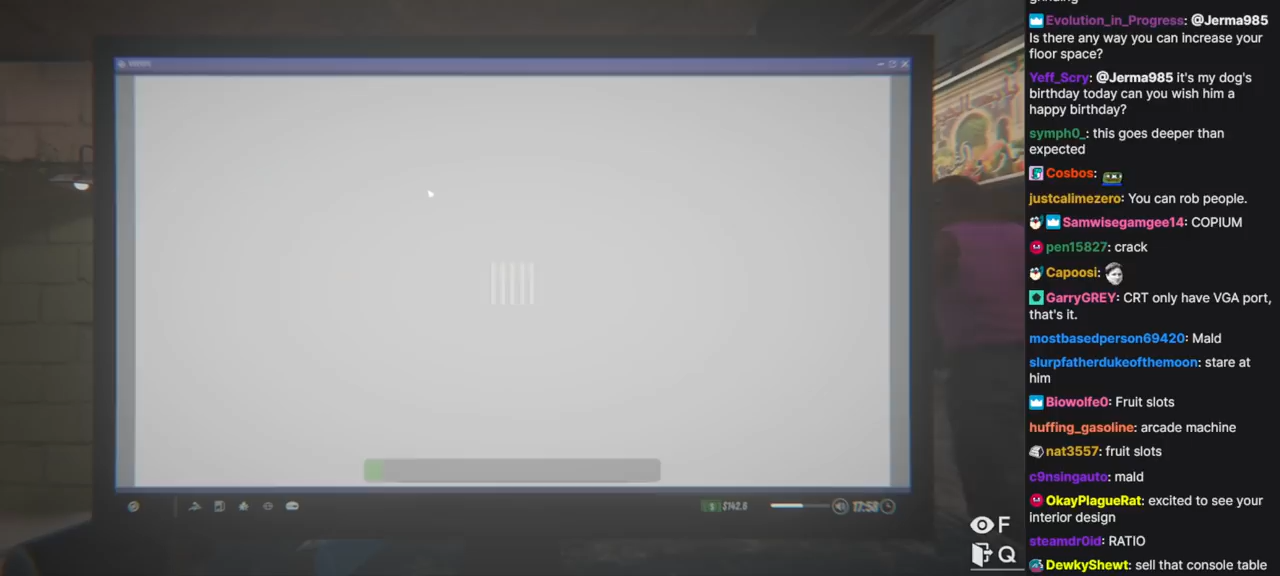 Evolution_in_Progress: @Jerma985
Is there any way you can increase your
floor space?
Yeff_Scry: @Jerma985 it's my dog's
birthday today can you wish him a
happy birthday?
symph0_: this goes deeper than
expected
Cosbos:
justcalimezero: You can rob people.
Samwisegamgee14: COPIUM
pen15827: crack
Capoosi:
GarryGREY: CRT only have VGA port,
that's it.
mostbasedperson69420: Mald
slurpfatherdukeofthemoon: stare at
him
Biowolfe0: Fruit slots
huffing_gasoline: arcade machine
nat3557: fruit slots
c9nsingauto: mald
OkayPlagueRat: excited to see your
interior design
steamdr0id: RATIO
DewkyShewt: sell that console table
$142.6
17:58
F
Q